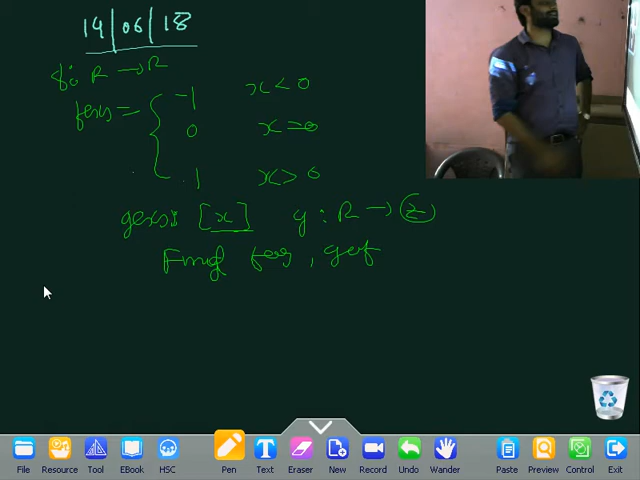 14/06/18
f: R → R
f(x) = { -1 x < 0
0 x = 0
1 x > 0
g(x): [x] g: R → Z
Find fog, gof
File Resource Tool EBook HSC Pen Text Eraser New Record Undo Wander Paste Preview Control Exit